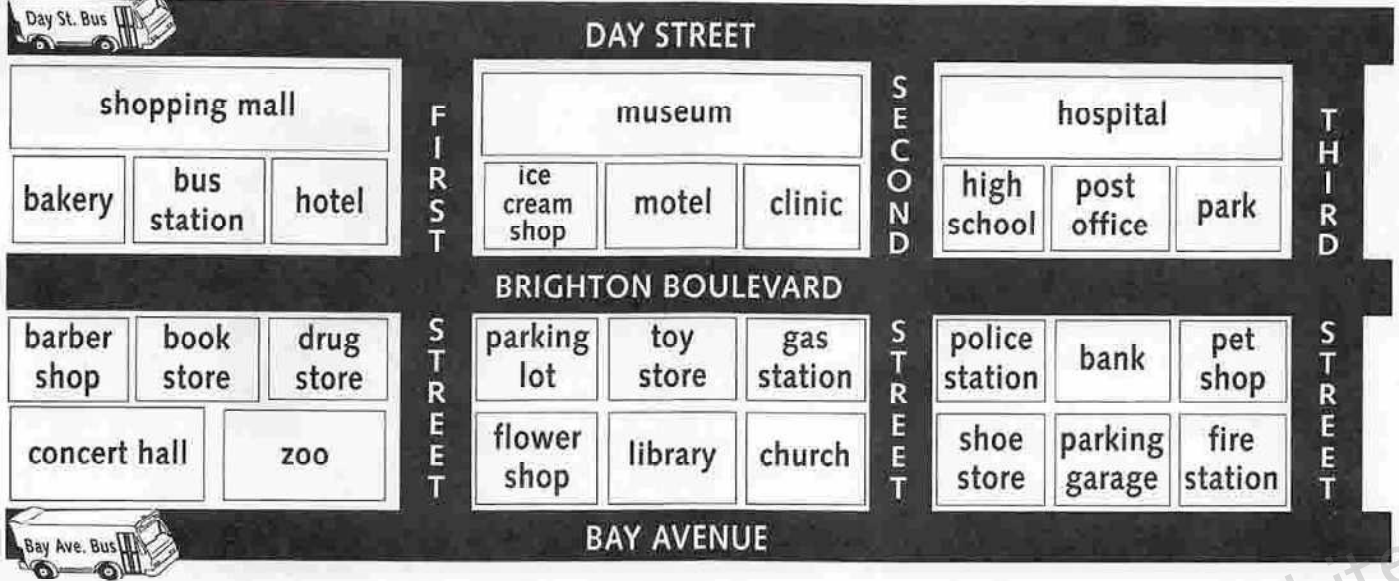 Day St. Bus
DAY STREET
shopping mall
museum
hospital
bakery
bus
station
hotel
ice
cream
shop
motel
clinic
high
school
post
office
park
FIRST
SECOND
THIRD
BRIGHTON BOULEVARD
barber
shop
book
store
drug
store
parking
lot
toy
store
gas
station
police
station
bank
pet
shop
concert hall
zoo
flower
shop
library
church
shoe
store
parking
garage
fire
station
STREET
STREET
STREET
Bay Ave. Bus
BAY AVENUE